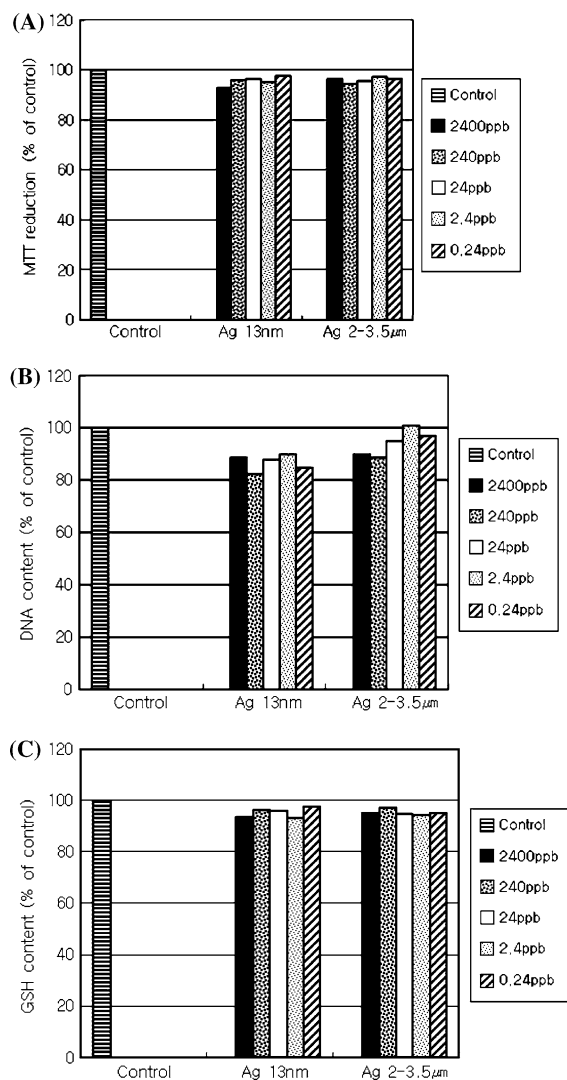 (A)
120
100
80
60
40
20
0
MTT reduction (% of control)
Control
Ag 13nm
Ag 2-3.5μm
Control
2400ppb
240ppb
24ppb
2,4ppb
0,24ppb
(B)
120
100
80
60
40
20
0
DNA content (% of control)
Control
Ag 13nm
Ag 2-3.5μm
Control
2400ppb
240ppb
24ppb
2,4ppb
0,24ppb
(C)
120
100
80
60
40
20
0
GSH content (% of control)
Control
Ag 13nm
Ag 2-3.5μm
Control
2400ppb
240ppb
24ppb
2,4ppb
0,24ppb